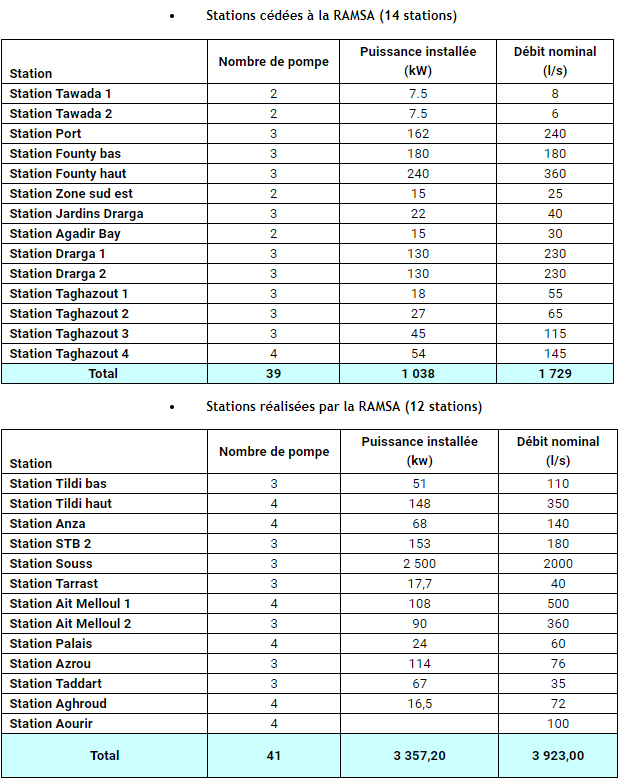 • Stations cédées à la RAMSA (14 stations)
Station Nombre de pompe Puissance installée (kW) Débit nominal (l/s)
Station Tawada 1 2 7.5 8
Station Tawada 2 2 7.5 6
Station Port 3 162 240
Station Founty bas 3 180 180
Station Founty haut 3 240 360
Station Zone sud est 2 15 25
Station Jardins Drarga 3 22 40
Station Agadir Bay 2 15 30
Station Drarga 1 3 130 230
Station Drarga 2 3 130 230
Station Taghazout 1 3 18 55
Station Taghazout 2 3 27 65
Station Taghazout 3 3 45 115
Station Taghazout 4 4 54 145
Total 39 1 038 1 729
• Stations réalisées par la RAMSA (12 stations)
Station Nombre de pompe Puissance installée (kw) Débit nominal (l/s)
Station Tildi bas 3 51 110
Station Tildi haut 4 148 350
Station Anza 4 68 140
Station STB 2 3 153 180
Station Souss 3 2 500 2000
Station Tarrast 3 17,7 40
Station Ait Melloul 1 4 108 500
Station Ait Melloul 2 3 90 360
Station Palais 4 24 60
Station Azrou 3 114 76
Station Taddart 3 67 35
Station Aghroud 4 16,5 72
Station Aourir 4 100
Total 41 3 357,20 3 923,00